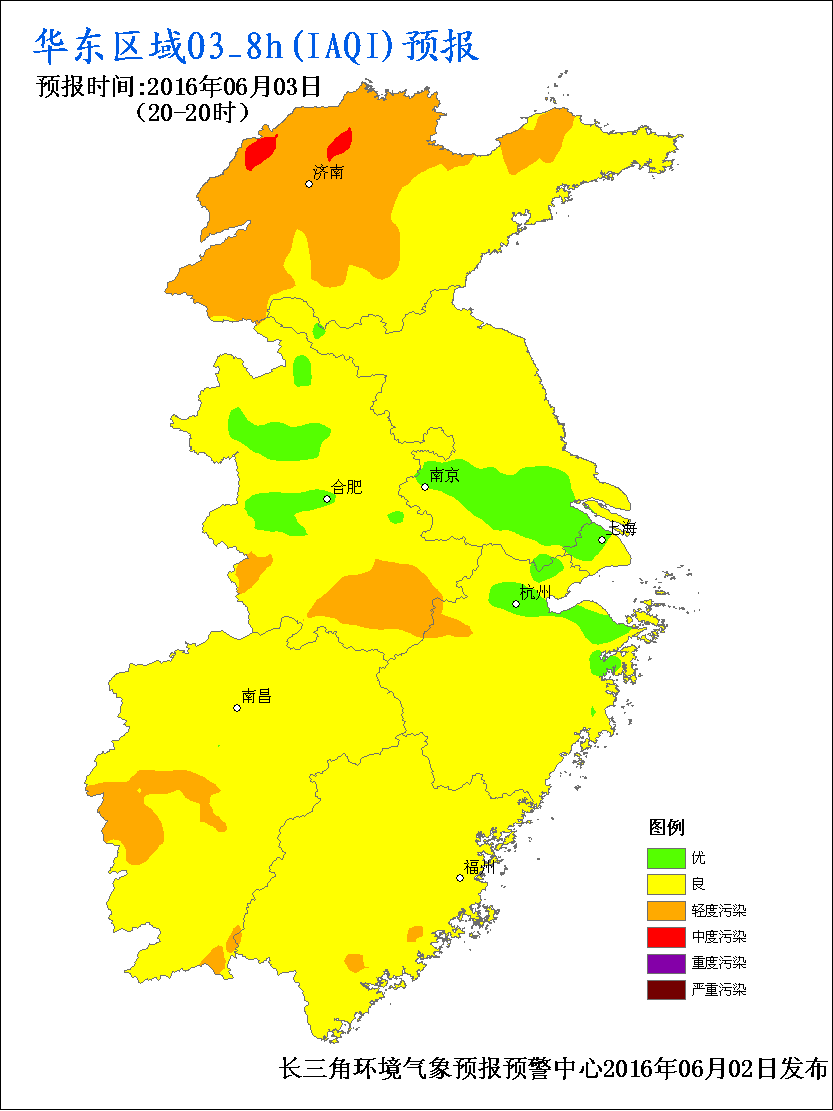 华东区域O3_8h(IAQI)预报
预报时间:2016年06月03日
（20-20时）
济南
南京
合肥
上海
杭州
南昌
福州
图例
优
良
轻度污染
中度污染
重度污染
严重污染
长三角环境气象预报预警中心2016年06月02日发布